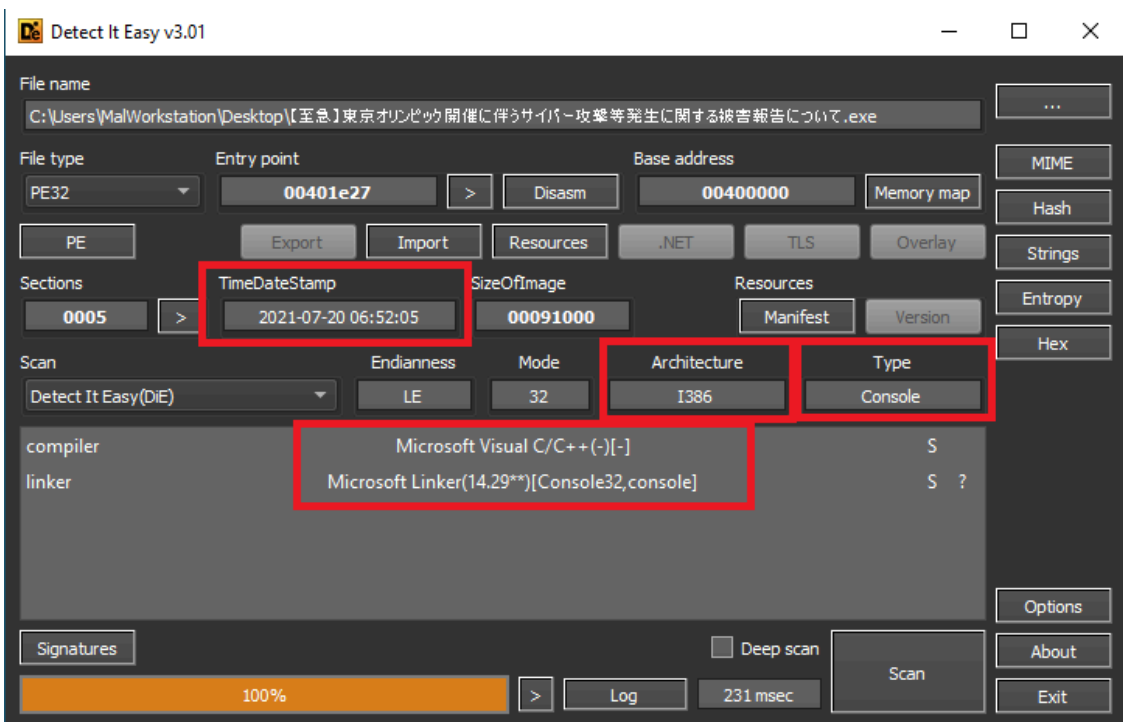 Detect It Easy v3.01
File name
C:\Users\MalWorkstation\Desktop\【至急】東京オリンピック開催に伴うサイバー攻撃等発生に関する被害報告について.exe
...
File type Entry point Base address
PE32 00401e27 > Disasm 00400000 Memory map
MIME
Hash
PE Export Import Resources .NET TLS Overlay
Strings
Sections TimeDateStamp SizeOfImage Resources
0005 > 2021-07-20 06:52:05 00091000 Manifest Version
Entropy
Hex
Scan Endianness Mode Architecture Type
Detect It Easy(DiE) LE 32 I386 Console
compiler Microsoft Visual C/C++(-)[-] S
linker Microsoft Linker(14.29**)[Console32,console] S ?
Options
Signatures Deep scan Scan About
100% > Log 231 msec Exit